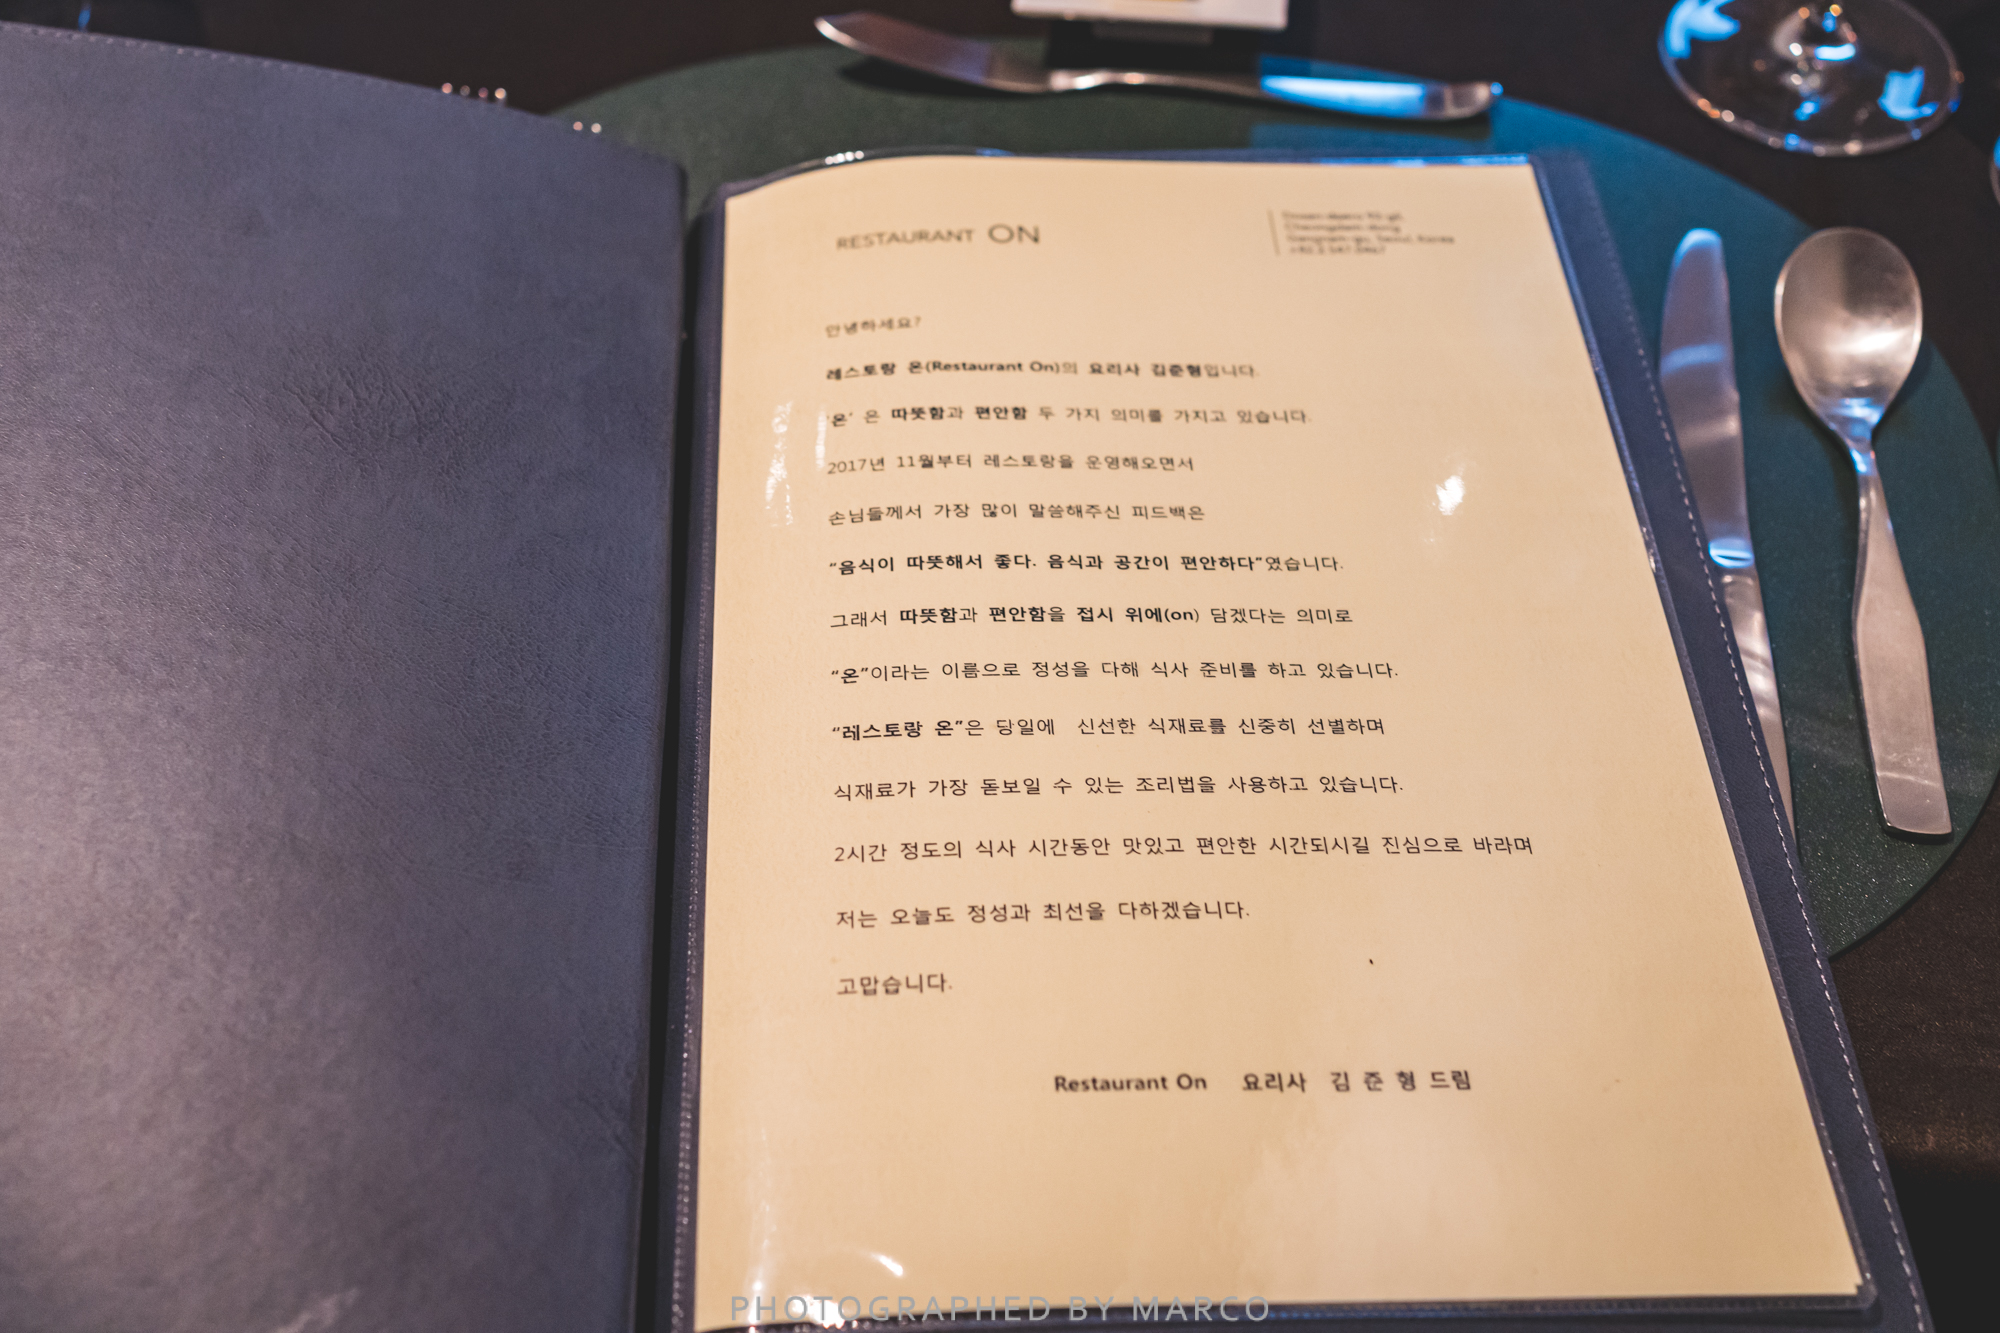 RESTAURANT ON
Cheongdam-dong
Gangnam-gu, Seoul, Korea
안녕하세요?
레스토랑 온(Restaurant On)의 요리사 김준형입니다.
'온' 은 따뜻함과 편안함 두 가지 의미를 가지고 있습니다.
2017년 11월부터 레스토랑을 운영해오면서
손님들께서 가장 많이 말씀해주신 피드백은
“음식이 따뜻해서 좋다. 음식과 공간이 편안하다”였습니다.
그래서 따뜻함과 편안함을 접시 위에(on) 담겠다는 의미로
“온”이라는 이름으로 정성을 다해 식사 준비를 하고 있습니다.
“레스토랑 온”은 당일에 신선한 식재료를 신중히 선별하며
식재료가 가장 돋보일 수 있는 조리법을 사용하고 있습니다.
2시간 정도의 식사 시간동안 맛있고 편안한 시간되시길 진심으로 바라며
저는 오늘도 정성과 최선을 다하겠습니다.
고맙습니다.
Restaurant On 요리사 김 준 형 드림
PHOTOGRAPHED BY MARCO